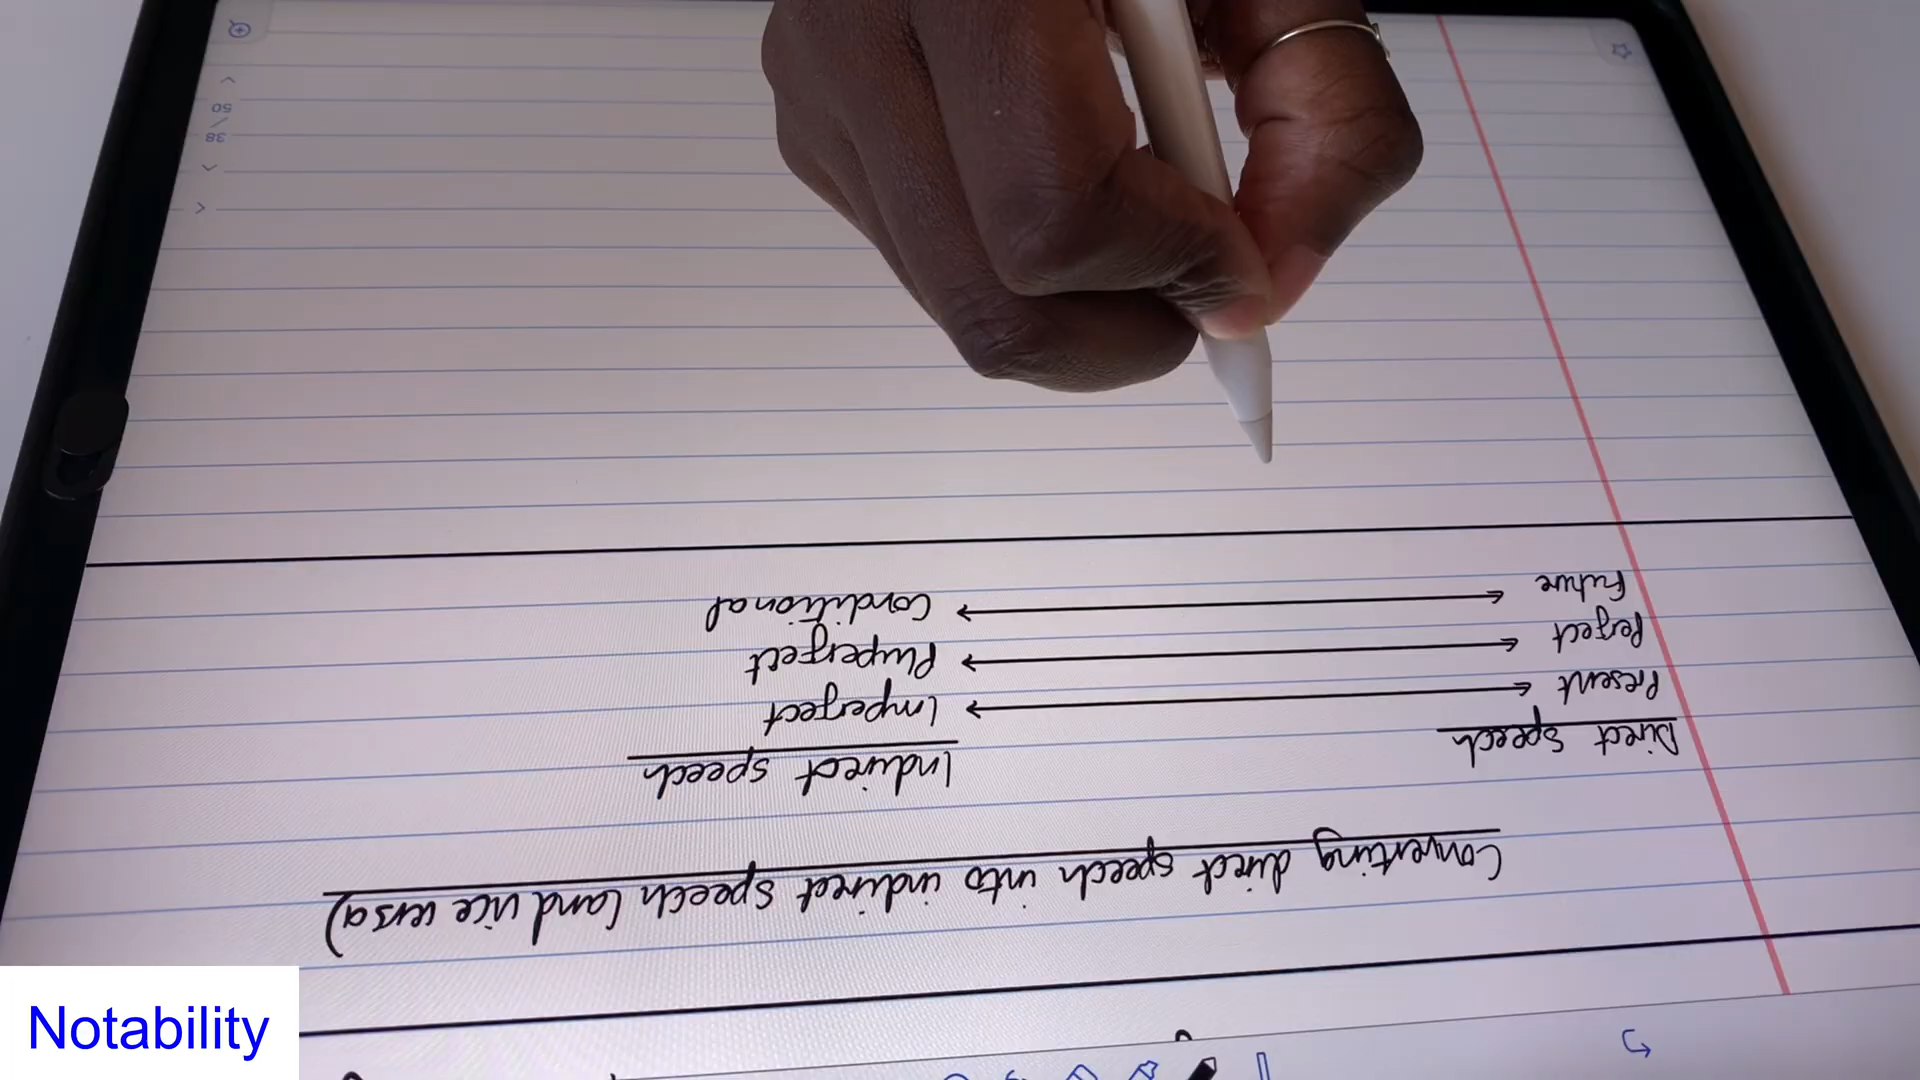 Converting direct speech into indirect speech (and vice versa)
Direct speech Indirect speech
Present Imperfect
Perfect Pluperfect
Future Conditional
38 / 50
Notability